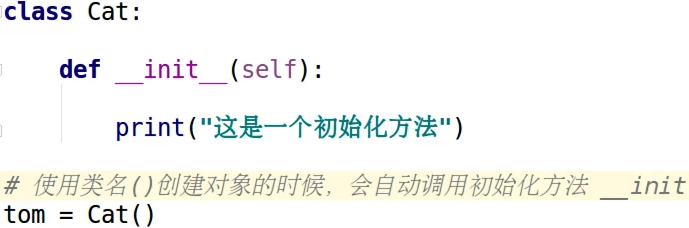 class Cat:
    def __init__(self):
        print("这是一个初始化方法")
# 使用类名()创建对象的时候，会自动调用初始化方法 __init
tom = Cat()